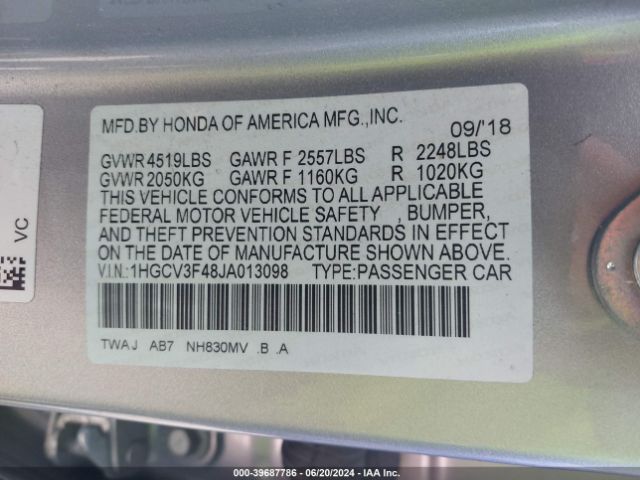 MFD.BY HONDA OF AMERICA MFG.,INC.
09/'18
GVWR 4519LBS GAWR F 2557LBS R 2248LBS
GVWR 2050KG GAWR F 1160KG R 1020KG
THIS VEHICLE CONFORMS TO ALL APPLICABLE
FEDERAL MOTOR VEHICLE SAFETY , BUMPER,
AND THEFT PREVENTION STANDARDS IN EFFECT
ON THE DATE OF MANUFACTURE SHOWN ABOVE.
V.I.N.:1HGCV3F48JA013098 TYPE:PASSENGER CAR
TWAJ AB7 NH830MV .B .A
VC
000-39687786 - 06/20/2024 - IAA Inc.